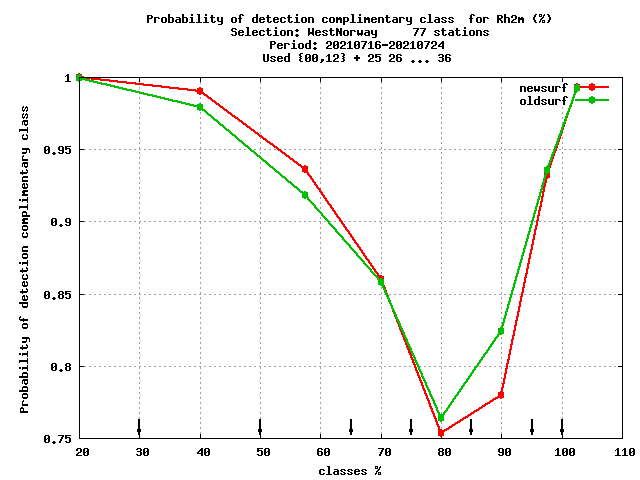 Probability of detection complimentary class  for Rh2m (%)
Selection: WestNorway     77 stations
Period: 20210716-20210724
Used {00,12} + 25 26 ... 36
newsurf
oldsurf
Probability of detection complimentary class
1
0.95
0.9
0.85
0.8
0.75
20 30 40 50 60 70 80 90 100 110
classes %